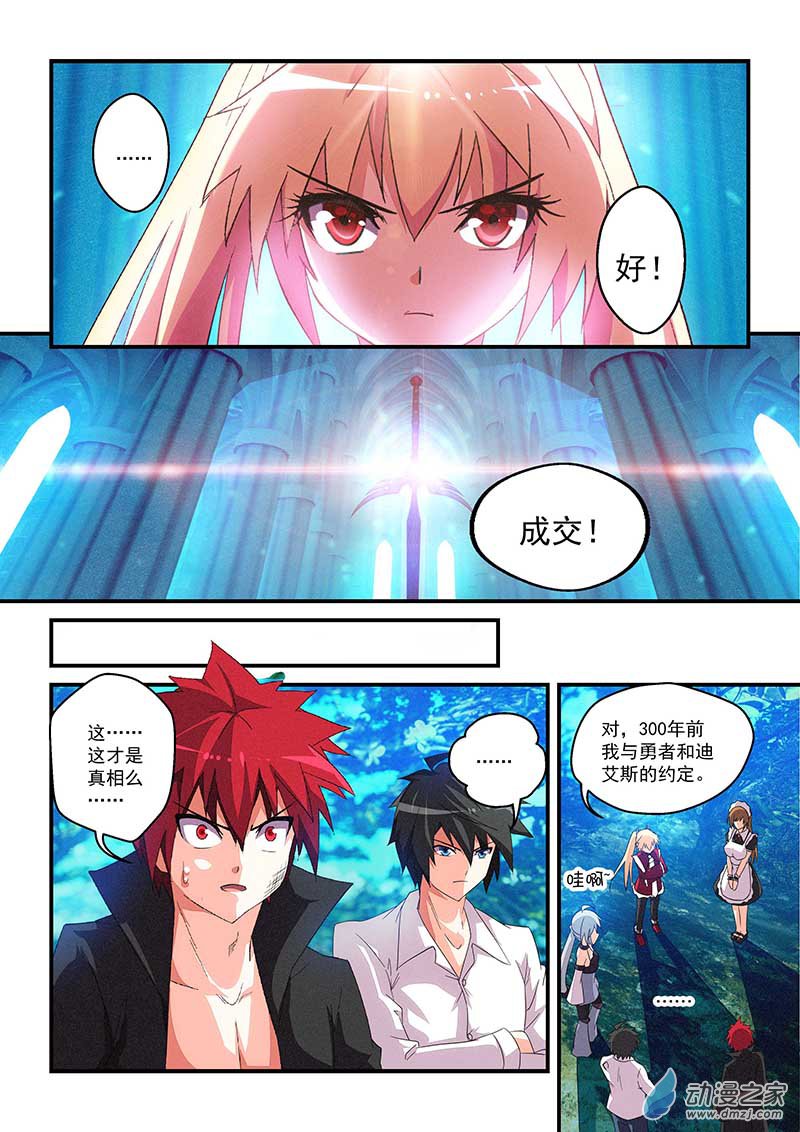 ……
好！
成交！
这……
这才是
真相么
……
……
对，300年前
我与勇者和迪
艾斯的约定。
哇啊~
……
动漫之家
www.dmzj.com